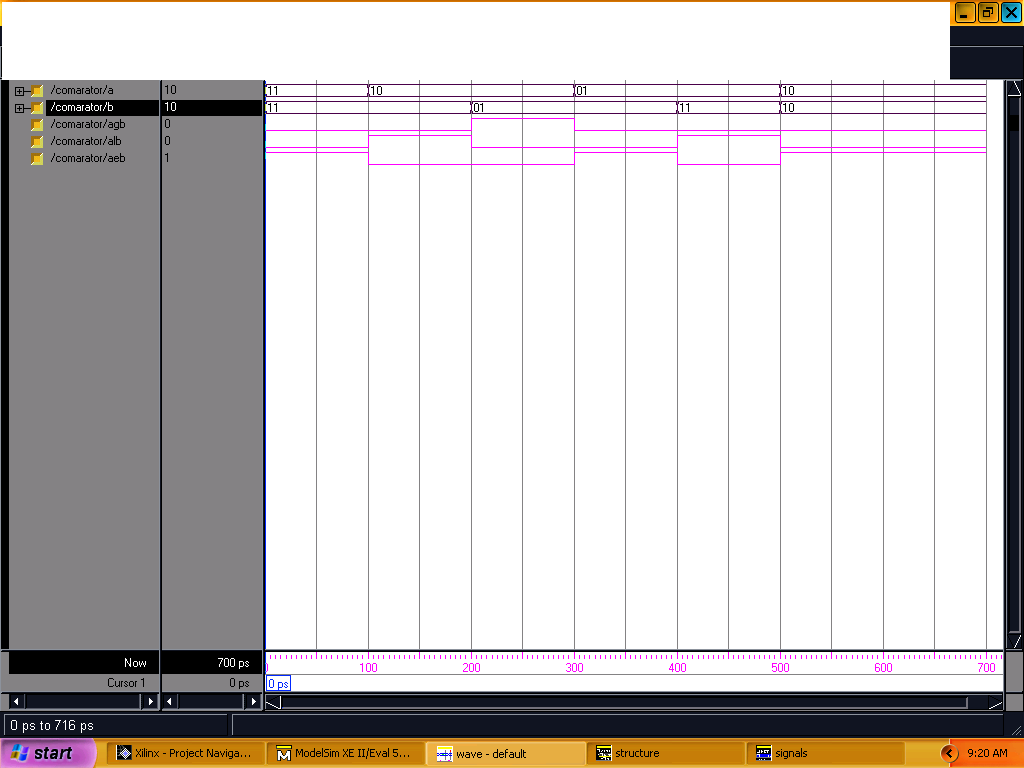 /comarator/a 10 11 10 01 10
/comarator/b 10 11 01 11 10
/comarator/agb 0
/comarator/alb 0
/comarator/aeb 1
Now 700 ps 100 200 300 400 500 600 700
Cursor 1 0 ps 0 ps
0 ps to 716 ps
start Xilinx - Project Naviga... ModelSim XE II/Eval 5... wave - default structure signals 9:20 AM